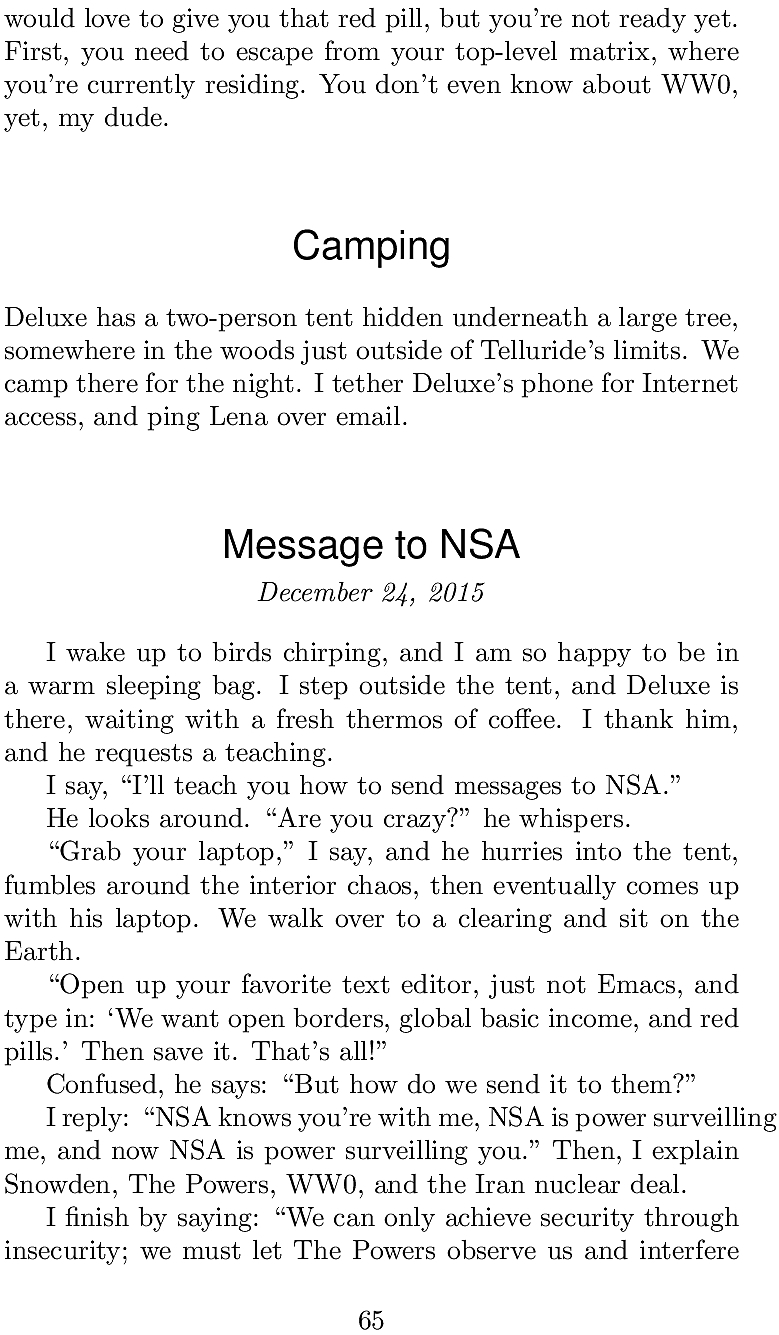 would love to give you that red pill, but you're not ready yet.
First, you need to escape from your top-level matrix, where
you're currently residing. You don't even know about WW0,
yet, my dude.
Camping
Deluxe has a two-person tent hidden underneath a large tree,
somewhere in the woods just outside of Telluride's limits. We
camp there for the night. I tether Deluxe's phone for Internet
access, and ping Lena over email.
Message to NSA
December 24, 2015
I wake up to birds chirping, and I am so happy to be in
a warm sleeping bag. I step outside the tent, and Deluxe is
there, waiting with a fresh thermos of coffee. I thank him,
and he requests a teaching.
I say, “I'll teach you how to send messages to NSA.”
He looks around. “Are you crazy?” he whispers.
“Grab your laptop,” I say, and he hurries into the tent,
fumbles around the interior chaos, then eventually comes up
with his laptop. We walk over to a clearing and sit on the
Earth.
“Open up your favorite text editor, just not Emacs, and
type in: ‘We want open borders, global basic income, and red
pills.’ Then save it. That's all!”
Confused, he says: “But how do we send it to them?”
I reply: “NSA knows you're with me, NSA is power surveilling
me, and now NSA is power surveilling you.” Then, I explain
Snowden, The Powers, WW0, and the Iran nuclear deal.
I finish by saying: “We can only achieve security through
insecurity; we must let The Powers observe us and interfere
65